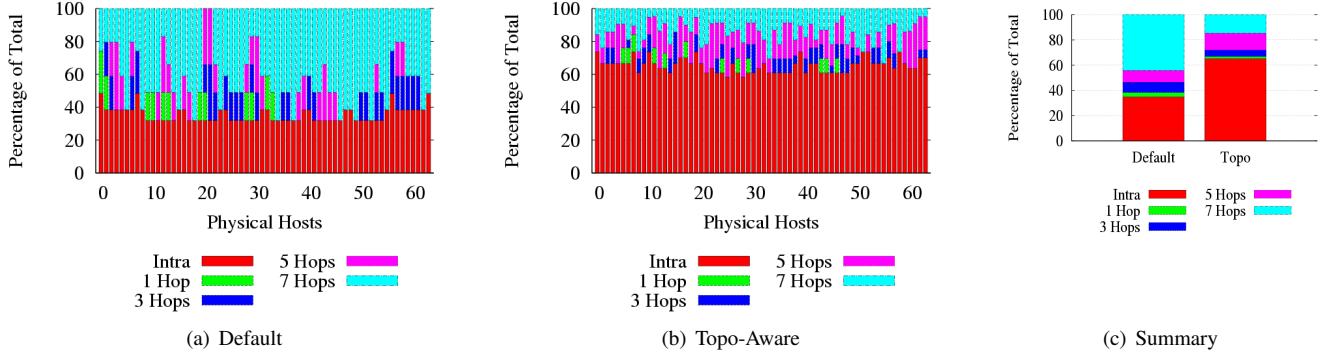 Percentage of Total
100
80
60
40
20
0
0 10 20 30 40 50 60
Physical Hosts
Intra
1 Hop
3 Hops
5 Hops
7 Hops
(a) Default
Percentage of Total
100
80
60
40
20
0
0 10 20 30 40 50 60
Physical Hosts
Intra
1 Hop
3 Hops
5 Hops
7 Hops
(b) Topo-Aware
Percentage of Total
100
80
60
40
20
0
Default Topo
Intra
1 Hop
3 Hops
5 Hops
7 Hops
(c) Summary